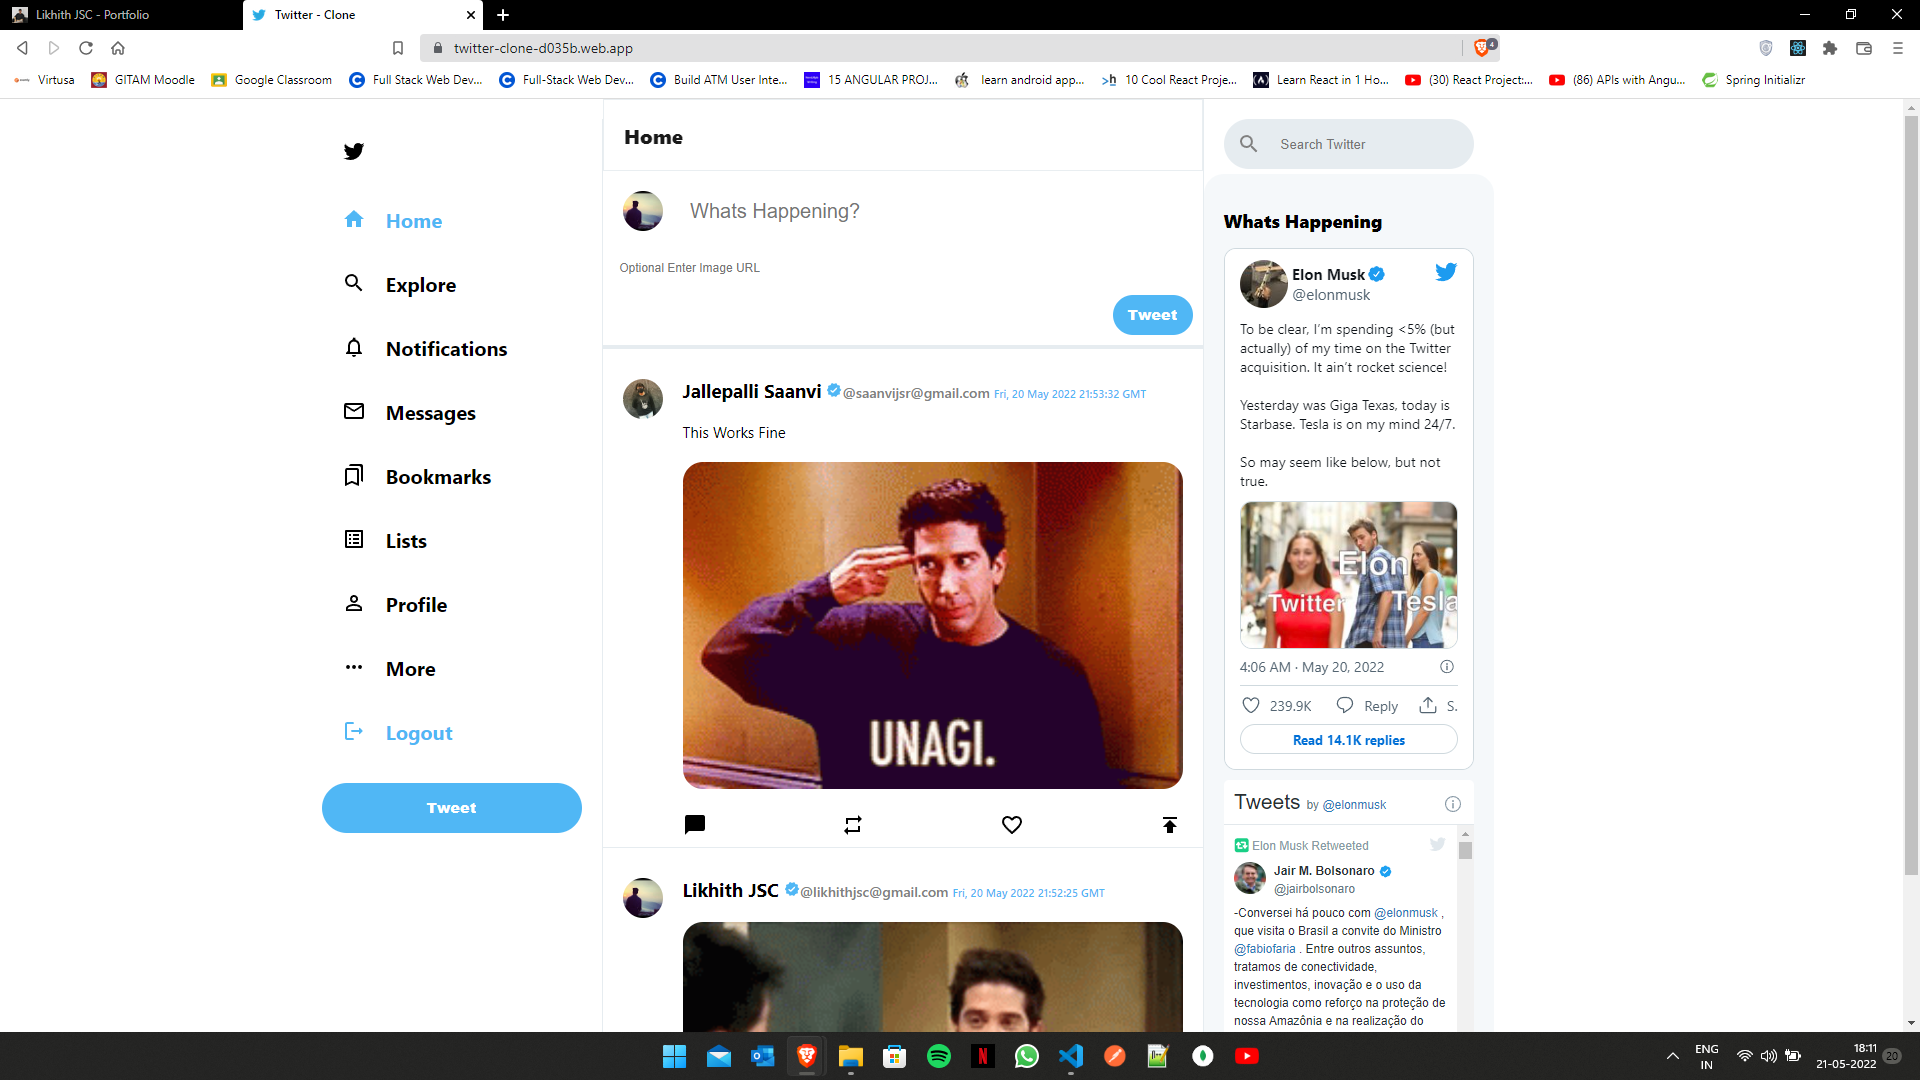 Likhith JSC - Portfolio
Twitter - Clone
twitter-clone-d035b.web.app
4
Virtusa
GITAM Moodle
Google Classroom
Full Stack Web Dev...
Full-Stack Web Dev...
Build ATM User Inte...
15 ANGULAR PROJ...
learn android app...
10 Cool React Proje...
Learn React in 1 Ho...
(30) React Project:...
(86) APIs with Angu...
Spring Initializr
Home
Explore
Notifications
Messages
Bookmarks
Lists
Profile
More
Logout
Tweet
Home
Whats Happening?
Optional Enter Image URL
Tweet
Jallepalli Saanvi @saanvijsr@gmail.com Fri, 20 May 2022 21:53:32 GMT
This Works Fine
UNAGI.
Likhith JSC @likhithjsc@gmail.com Fri, 20 May 2022 21:52:25 GMT
Search Twitter
Whats Happening
Elon Musk
@elonmusk
To be clear, I’m spending <5% (but
actually) of my time on the Twitter
acquisition. It ain’t rocket science!
Yesterday was Giga Texas, today is
Starbase. Tesla is on my mind 24/7.
So may seem like below, but not
true.
Elon
Twitter
Tesla
4:06 AM · May 20, 2022
239.9K
Reply
S.
Read 14.1K replies
Tweets by @elonmusk
Elon Musk Retweeted
Jair M. Bolsonaro
@jairbolsonaro
-Conversei há pouco com @elonmusk ,
que visita o Brasil a convite do Ministro
@fabiofaria . Entre outros assuntos,
tratamos de conectividade,
investimentos, inovação e o uso da
tecnologia como reforço na proteção de
nossa Amazônia e na realização do
ENG
IN
18:11
21-05-2022
20